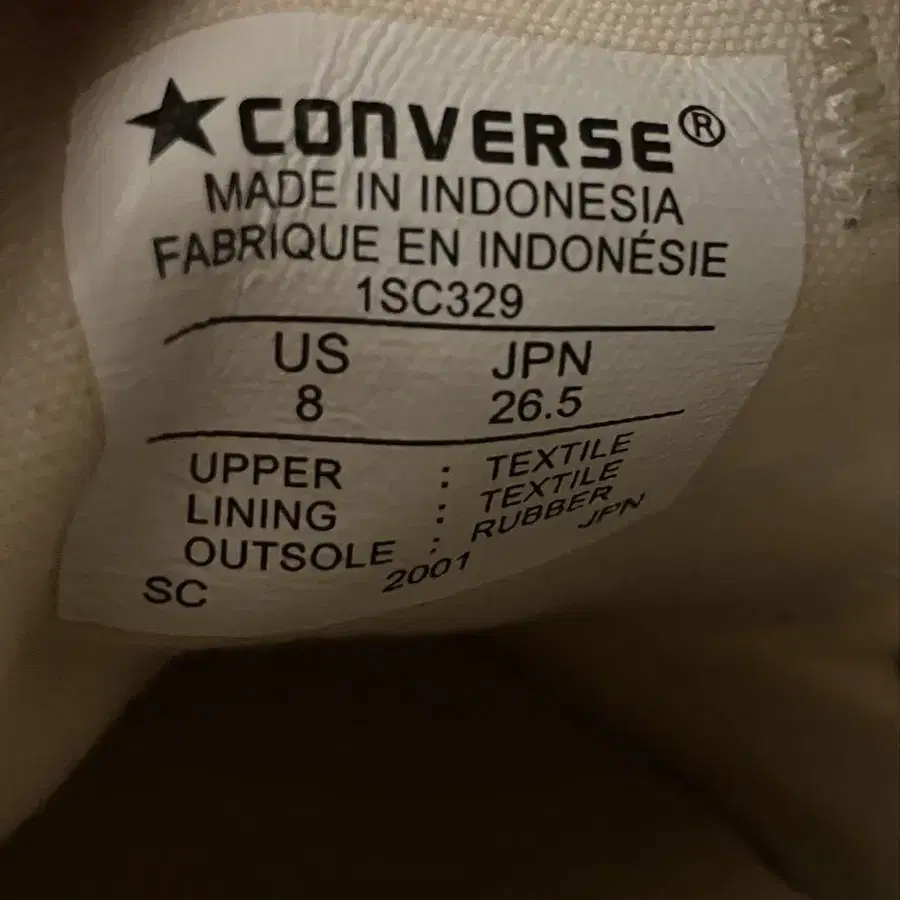 ★CONVERSE®
MADE IN INDONESIA
FABRIQUE EN INDONÉSIE
1SC329
US JPN
8 26.5
UPPER : TEXTILE
LINING : TEXTILE
OUTSOLE : RUBBER
SC 2001 JPN